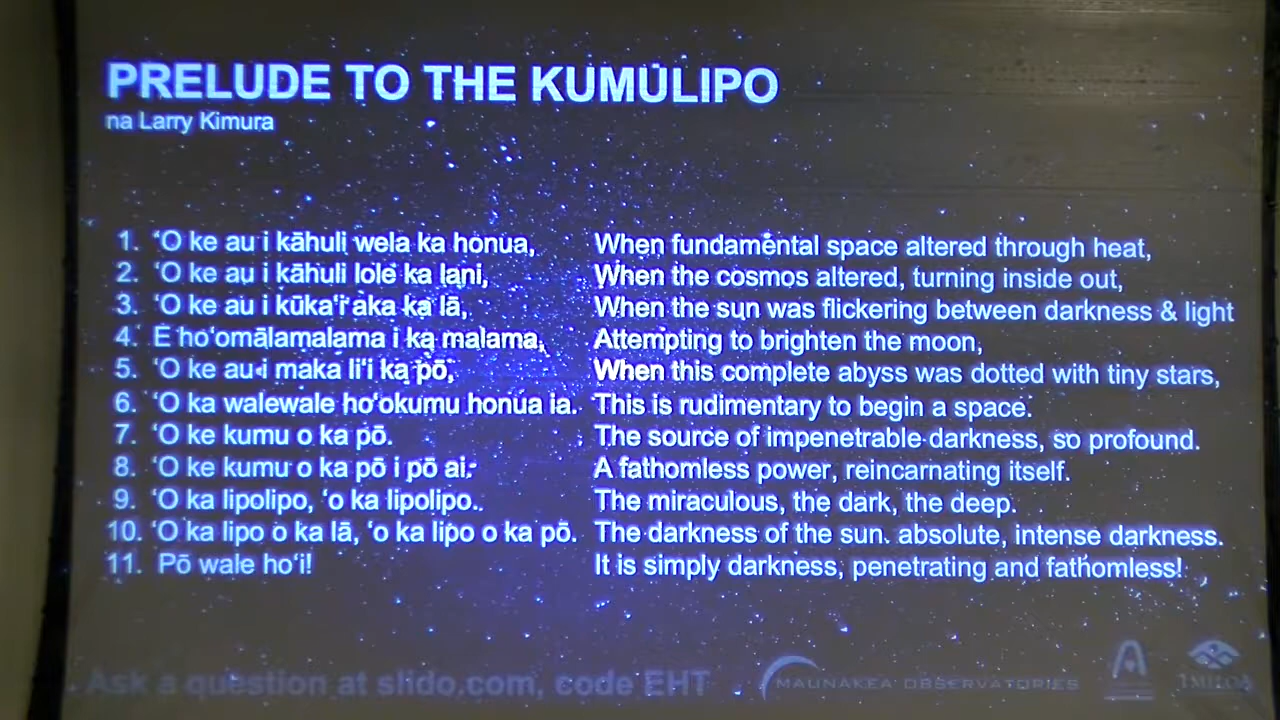 PRELUDE TO THE KUMULIPO
na Larry Kimura
1. ʻO ke au i kāhuli wela ka honua,
When fundamental space altered through heat,
2. ʻO ke au i kāhuli lole ka lani,
When the cosmos altered, turning inside out,
3. ʻO ke au i kūkaʻiʻaka ka lā,
When the sun was flickering between darkness & light
4. E hoʻomālamalama i ka malama,
Attempting to brighten the moon,
5. ʻO ke au i maka liʻi ka pō,
When this complete abyss was dotted with tiny stars,
6. ʻO ka walewale hoʻokumu honua ia.
This is rudimentary to begin a space.
7. ʻO ke kumu o ka pō.
The source of impenetrable darkness, so profound.
8. ʻO ke kumu o ka pō i pō ai.
A fathomless power, reincarnating itself.
9. ʻO ka lipolipo, ʻo ka lipolipo.
The miraculous, the dark, the deep.
10. ʻO ka lipo o ka lā, ʻo ka lipo o ka pō.
The darkness of the sun. absolute, intense darkness.
11. Pō wale hoʻi!
It is simply darkness, penetrating and fathomless!
Ask a question at slido.com, code EHT
MAUNAKEA OBSERVATORIES
ʻIMILOA